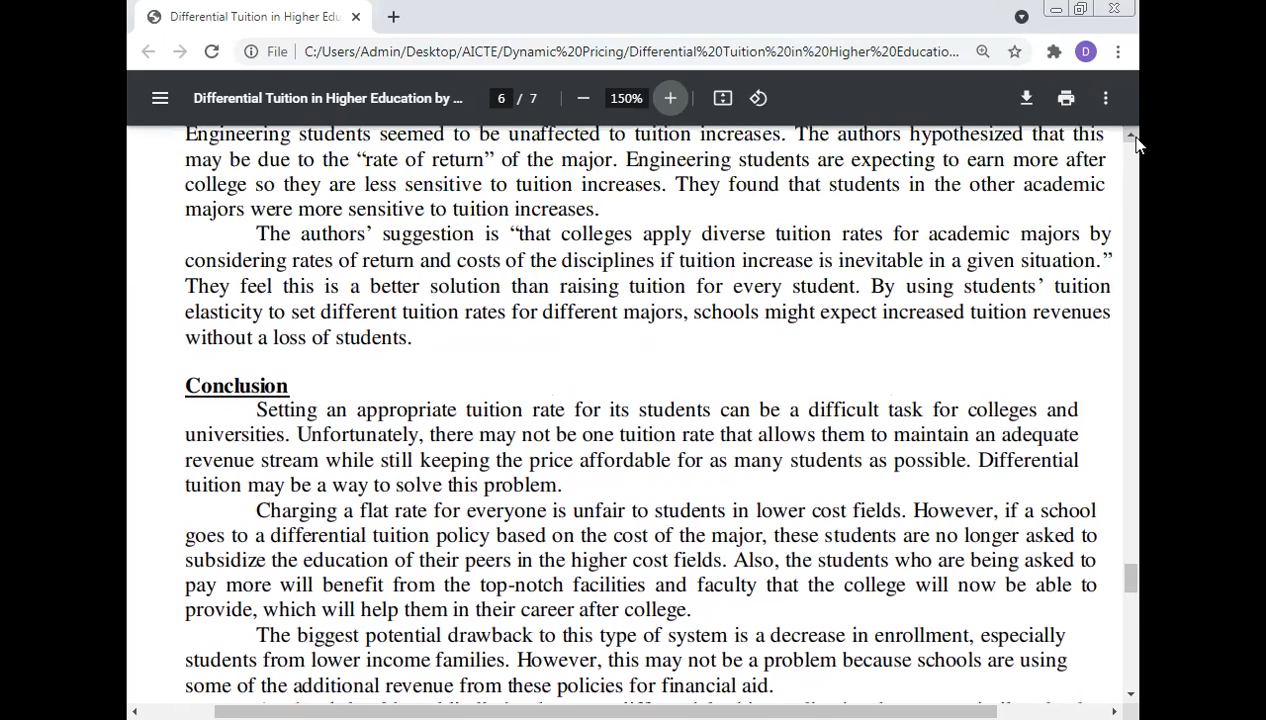 Differential Tuition in Higher Edu
File C:/Users/Admin/Desktop/AICTE/Dynamic%20Pricing/Differential%20Tuition%20in%20Higher%20Educatio...
D
Differential Tuition in Higher Education by ... 6 / 7 150%
Engineering students seemed to be unaffected to tuition increases. The authors hypothesized that this
may be due to the “rate of return” of the major. Engineering students are expecting to earn more after
college so they are less sensitive to tuition increases. They found that students in the other academic
majors were more sensitive to tuition increases.
The authors’ suggestion is “that colleges apply diverse tuition rates for academic majors by
considering rates of return and costs of the disciplines if tuition increase is inevitable in a given situation.”
They feel this is a better solution than raising tuition for every student. By using students’ tuition
elasticity to set different tuition rates for different majors, schools might expect increased tuition revenues
without a loss of students.
Conclusion
Setting an appropriate tuition rate for its students can be a difficult task for colleges and
universities. Unfortunately, there may not be one tuition rate that allows them to maintain an adequate
revenue stream while still keeping the price affordable for as many students as possible. Differential
tuition may be a way to solve this problem.
Charging a flat rate for everyone is unfair to students in lower cost fields. However, if a school
goes to a differential tuition policy based on the cost of the major, these students are no longer asked to
subsidize the education of their peers in the higher cost fields. Also, the students who are being asked to
pay more will benefit from the top-notch facilities and faculty that the college will now be able to
provide, which will help them in their career after college.
The biggest potential drawback to this type of system is a decrease in enrollment, especially
students from lower income families. However, this may not be a problem because schools are using
some of the additional revenue from these policies for financial aid.